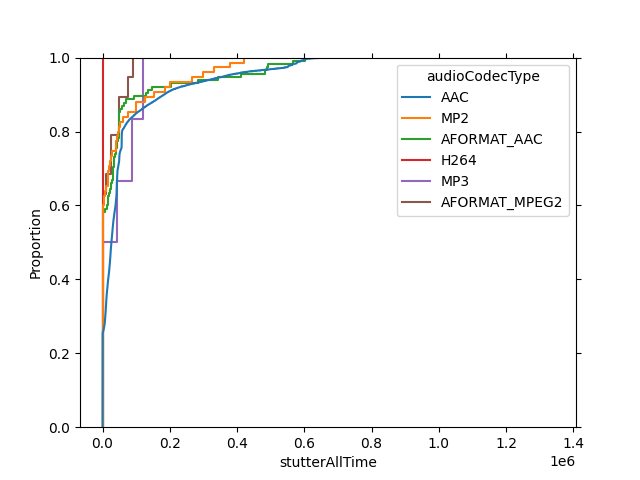 1.0
0.8
0.6
0.4
0.2
0.0
Proportion
audioCodecType
AAC
MP2
AFORMAT_AAC
H264
MP3
AFORMAT_MPEG2
0.0 0.2 0.4 0.6 0.8 1.0 1.2 1.4
1e6
stutterAllTime